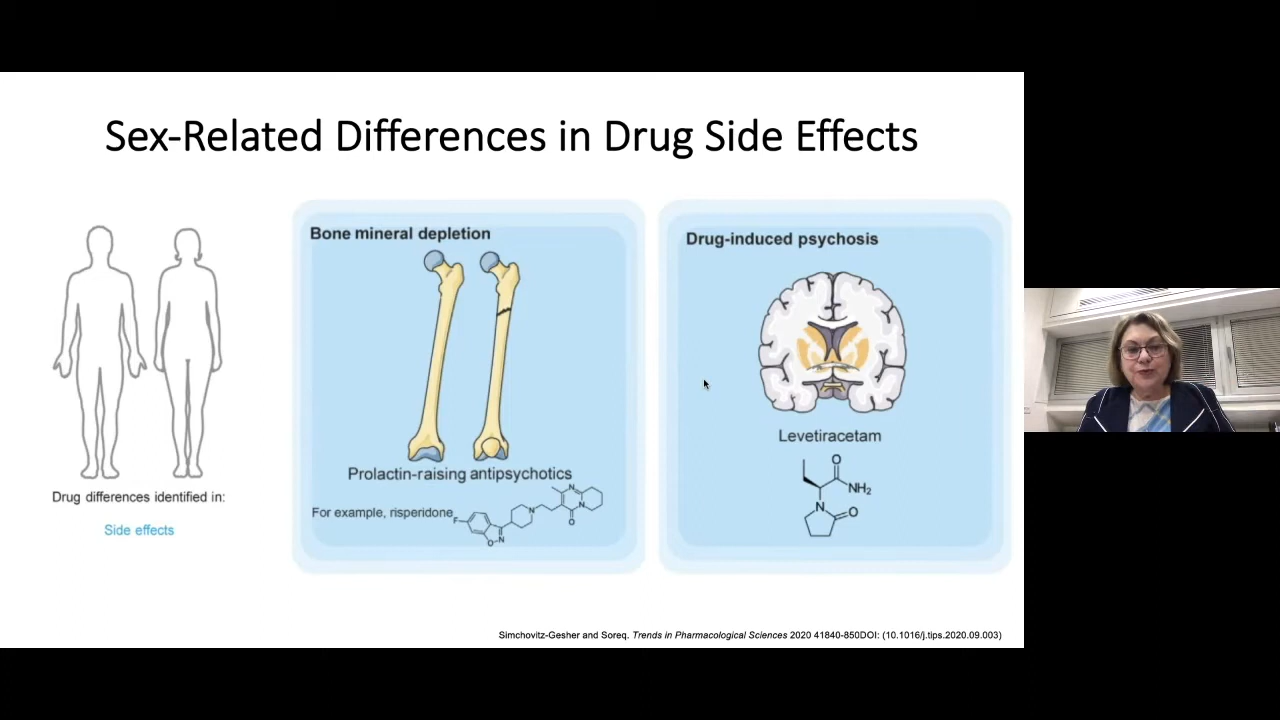 Sex-Related Differences in Drug Side Effects
Drug differences identified in:
Side effects
Bone mineral depletion
Prolactin-raising antipsychotics
For example, risperidone
F
N
O
N
N
N
O
Drug-induced psychosis
Levetiracetam
O
NH2
N
O
Simchovitz-Gesher and Soreq. Trends in Pharmacological Sciences 2020 41840-850DOI: (10.1016/j.tips.2020.09.003)